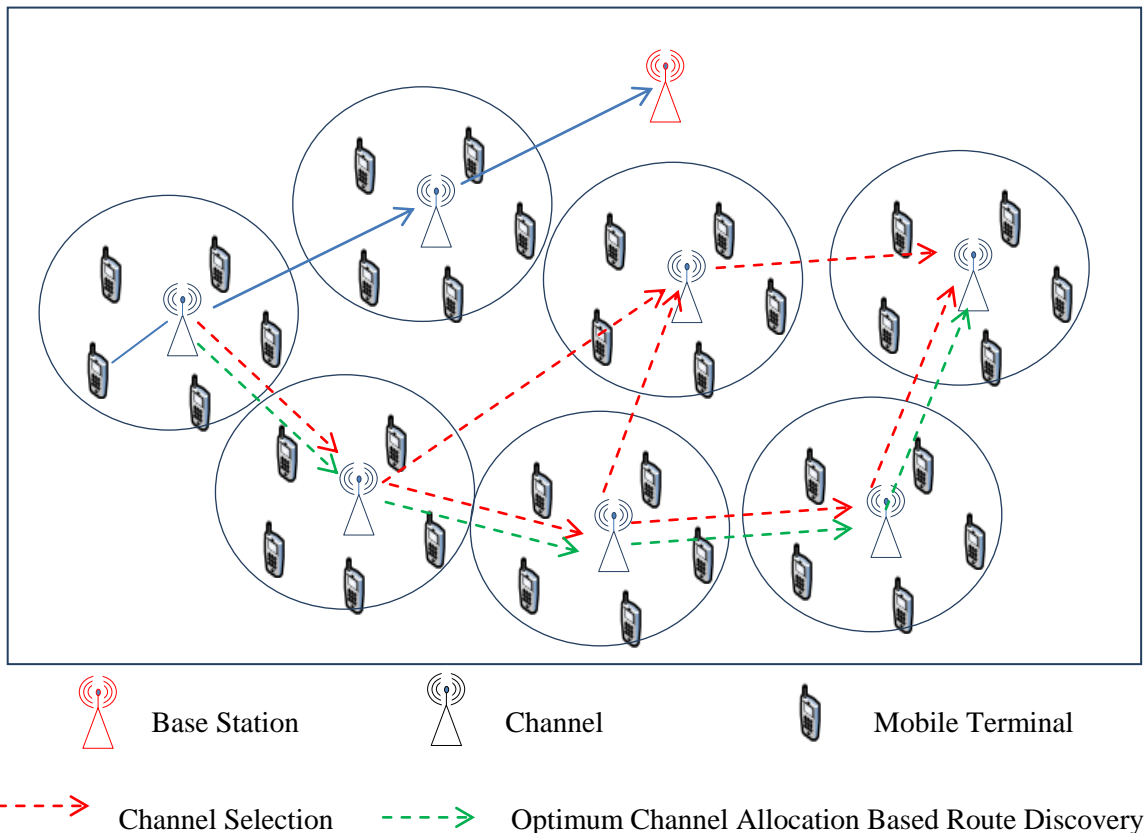 Base Station
Channel
Mobile Terminal
Channel Selection
Optimum Channel Allocation Based Route Discovery